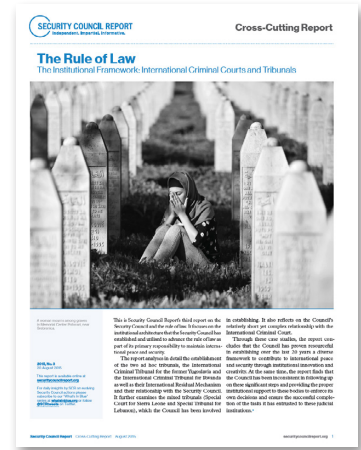 SECURITY COUNCIL REPORT
Independent. Impartial. Informative.
Cross-Cutting Report
The Rule of Law
The Institutional Framework: International Criminal Courts and Tribunals
2015, No. 4
This report is available online at
securitycouncilreport.org.
This is Security Council Report's third report on the
Security Council and the rule of law. It focuses on the
institutional architecture that the Security Council has
established and utilised to advance the rule of law as
part of its primary responsibility to maintain interna-
tional peace and security.
The report analyses in detail the establishment
of the two ad hoc tribunals, the International
Criminal Tribunal for the former Yugoslavia and
the International Criminal Tribunal for Rwanda
as well as their International Residual Mechanism
and their relationship with the Security Council.
It further examines the mixed tribunals (Special
Court for Sierra Leone and Special Tribunal for
Lebanon), which the Council has been involved
in establishing. It also reflects on the Council's
relatively short yet complex relationship with the
International Criminal Court.
Through these case studies, the report con-
cludes that the Council has proven resourceful
in establishing over the last 20 years a diverse
framework to contribute to international peace
and security through institutional innovation and
creativity. At the same time, the report finds that
the Council has been inconsistent in following up
on these significant steps and providing the proper
institutional support to these bodies to enforce its
own decisions and ensure the successful comple-
tion of the tasks it has entrusted to these judicial
institutions.
Security Council Report Cross-Cutting Report August 2015
securitycouncilreport.org 1